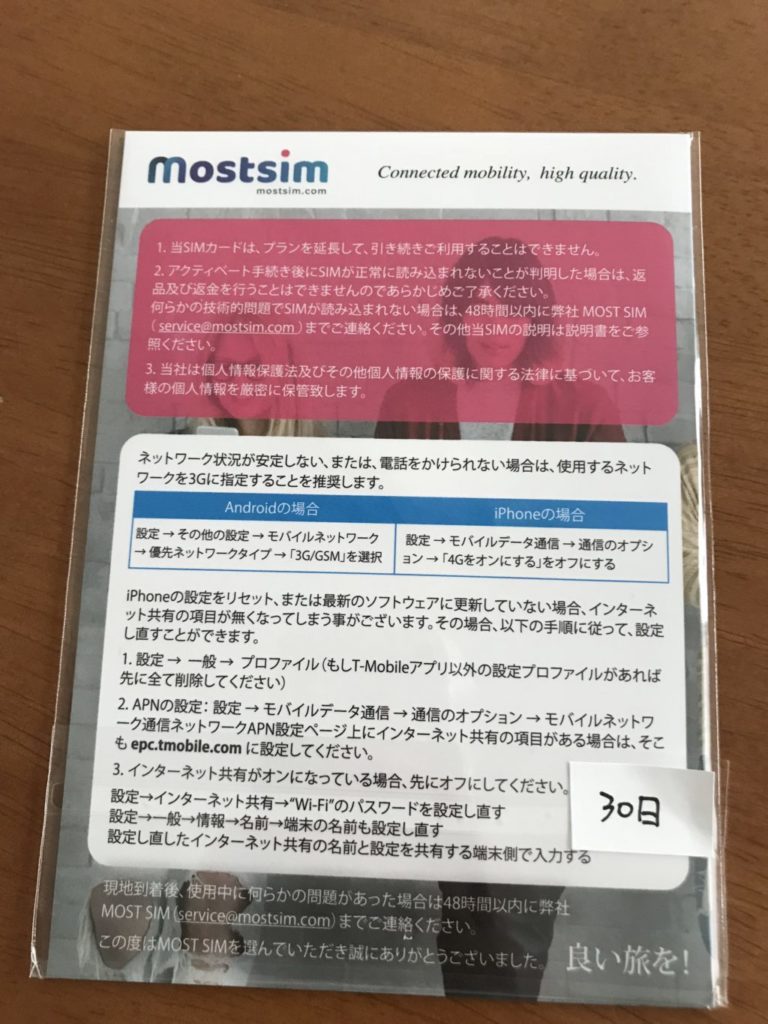 mostsim
mostsim.com
Connected mobility, high quality.
1. 当SIMカードは、プランを延長して、引き続きご利用することはできません。
2. アクティベート手続き後にSIMが正常に読み込まれないことが判明した場合は、返
品及び返金を行うことはできませんのであらかじめご了承ください。
何らかの技術的問題でSIMが読み込まれない場合は、48時間以内に弊社 MOST SIM
（service@mostsim.com）までご連絡ください。その他当SIMの説明は説明書をご参
照ください。
3. 当社は個人情報保護法及びその他個人情報の保護に関する法律に基づいて、お客
様の個人情報を厳密に保管致します。
ネットワーク状況が安定しない、または、電話をかけられない場合は、使用するネット
ワークを3Gに指定することを推奨します。
Androidの場合
設定 → その他の設定 → モバイルネットワーク
→ 優先ネットワークタイプ → 「3G/GSM」を選択
iPhoneの場合
設定 → モバイルデータ通信 → 通信のオプシ
ョン → 「4Gをオンにする」をオフにする
iPhoneの設定をリセット、または最新のソフトウェアに更新していない場合、インターネ
ット共有の項目が無くなってしまう事がございます。その場合、以下の手順に従って、設定
し直すことができます。
1. 設定 → 一般 → プロファイル（もしT-Mobileアプリ以外の設定プロファイルがあれば
先に全て削除してください）
2. APNの設定： 設定 → モバイルデータ通信 → 通信のオプション → モバイルネットワ
ーク通信ネットワークAPN設定ページ上にインターネット共有の項目がある場合は、そこ
も epc.tmobile.com に設定してください。
3. インターネット共有がオンになっている場合、先にオフにしてください。
設定→インターネット共有→“Wi-Fi”のパスワードを設定し直す
設定→一般→情報→名前→端末の名前も設定し直す
設定し直したインターネット共有の名前と設定を共有する端末側で入力する
30日
現地到着後、使用中に何らかの問題があった場合は48時間以内に弊社
MOST SIM（service@mostsim.com）までご連絡ください。
この度はMOST SIMを選んでいただき誠にありがとうございました。
良い旅を！